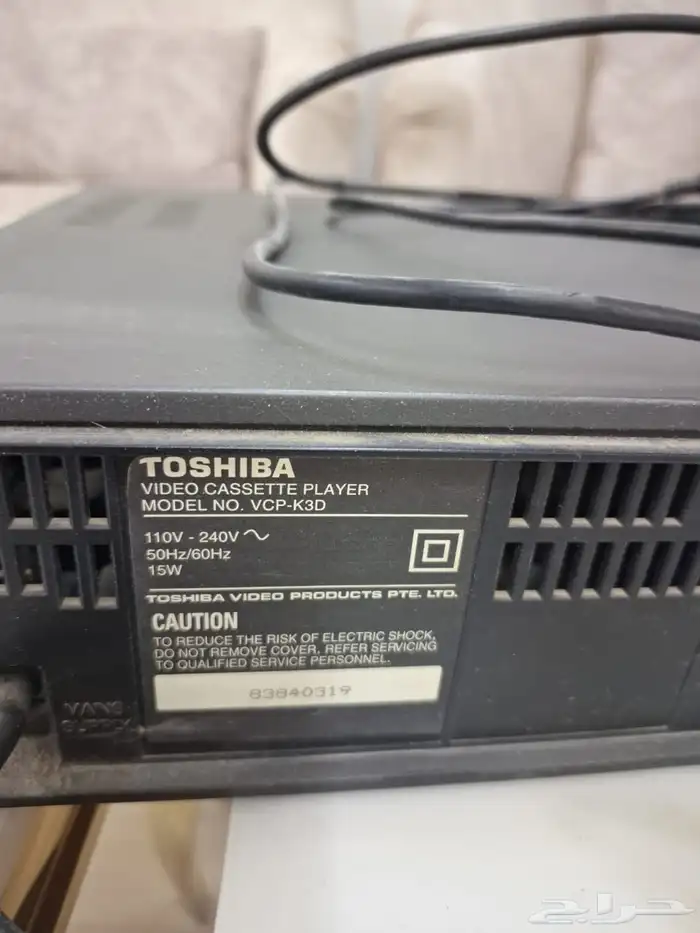 TOSHIBA
VIDEO CASSETTE PLAYER
MODEL NO. VCP-K3D
110V - 240V ~
50Hz/60Hz
15W
TOSHIBA VIDEO PRODUCTS PTE. LTD.
CAUTION
TO REDUCE THE RISK OF ELECTRIC SHOCK,
DO NOT REMOVE COVER. REFER SERVICING
TO QUALIFIED SERVICE PERSONNEL.
83840319
SUPPLY
حراج